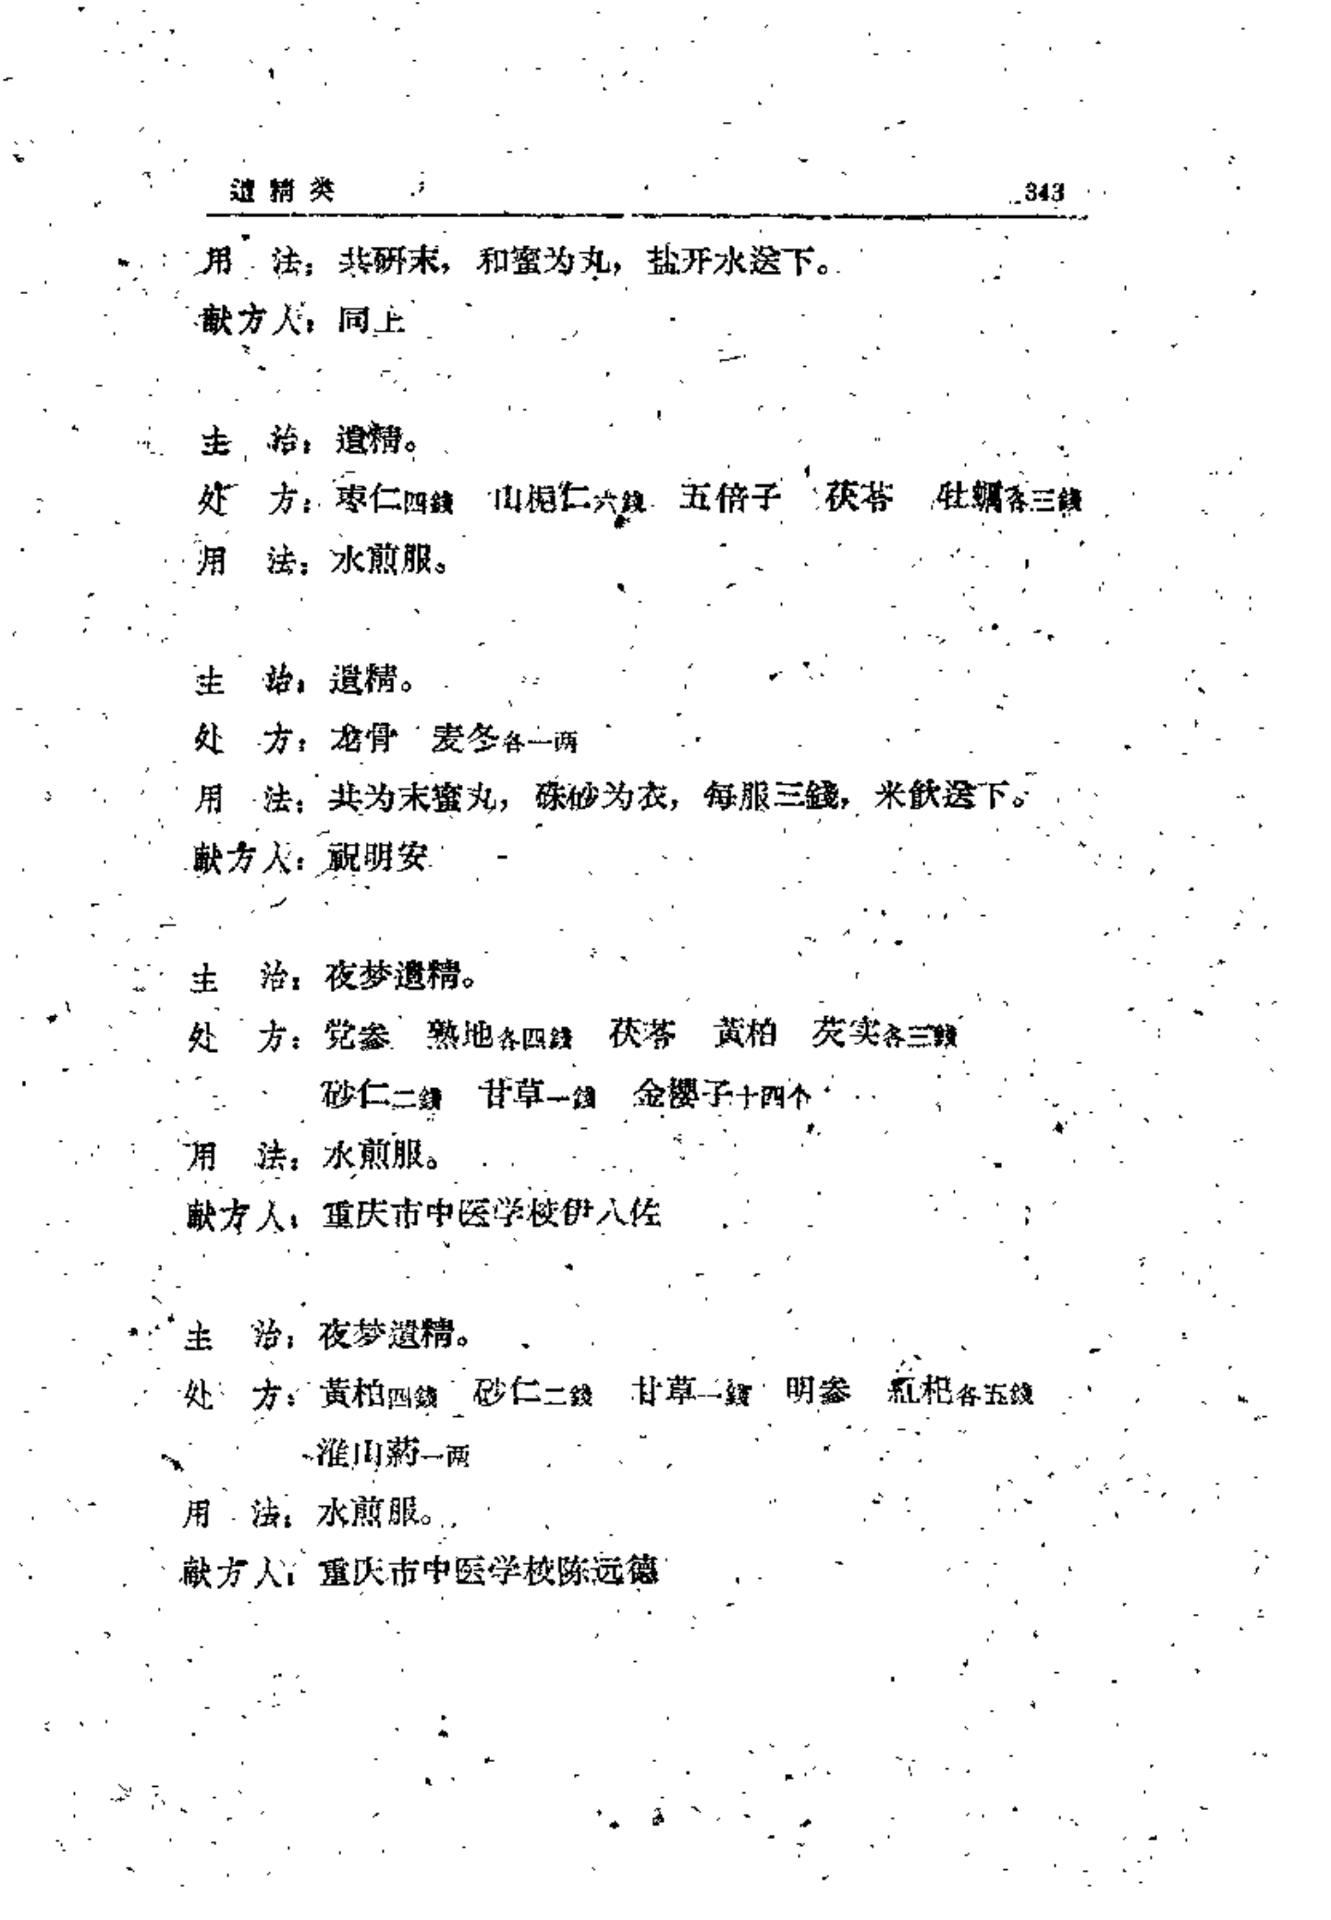 遺精类 343
用 法：共研末，和蜜为丸，盐开水送下。
献方人：同上
主 治：遺精。
处 方：枣仁四錢 山栀仁六錢 五倍子 茯苓 牡蠣各三錢
用 法：水煎服。
主 治：遺精。
处 方：龙骨 麦冬各一两
用 法：共为末蜜丸，硃砂为衣，每服三錢，米飲送下。
献方人：祝明安
主 治：夜梦遺精。
处 方：党参 熟地各四錢 茯苓 黃柏 芡实各三錢
砂仁二錢 甘草一錢 金櫻子十四个
用 法：水煎服。
献方人：重庆市中医学校伊八佐
主 治：夜梦遺精。
处 方：黃柏四錢 砂仁二錢 甘草一錢 明参 紅杞各五錢
淮山葯一两
用 法：水煎服。
献方人：重庆市中医学校陈远德